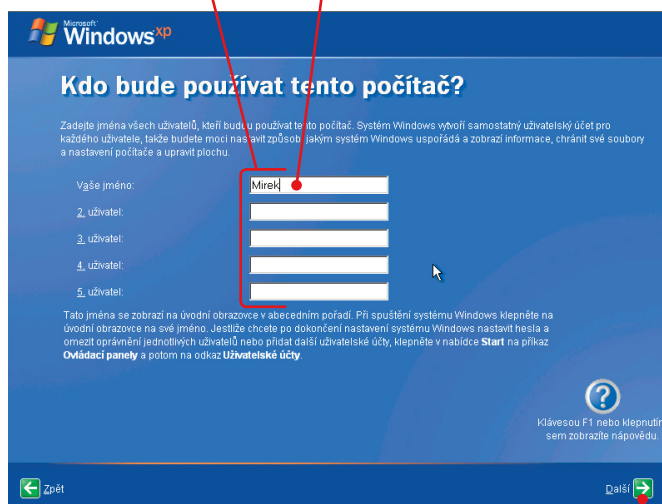 Microsoft
Windows xp
Kdo bude používat tento počítač?
Zadejte jména všech uživatelů, kteří budou používat tento počítač. Systém Windows vytvoří samostatný uživatelský účet pro
každého uživatele, takže budete moci nastavit způsob, jakým systém Windows uspořádá a zobrazí informace, chránit své soubory
a nastavení počítače a upravit plochu.
Vaše jméno: Mirek
2. uživatel:
3. uživatel:
4. uživatel:
5. uživatel:
Tato jména se zobrazí na úvodní obrazovce v abecedním pořadí. Při spuštění systému Windows klepněte na
úvodní obrazovce na své jméno. Jestliže chcete po dokončení nastavení systému Windows nastavit hesla a
omezit oprávnění jednotlivých uživatelů nebo přidat další uživatelské účty, klepněte v nabídce Start na příkaz
Ovládací panely a potom na odkaz Uživatelské účty.
?
Klávesou F1 nebo klepnutím
sem zobrazíte nápovědu.
Zpět
Další